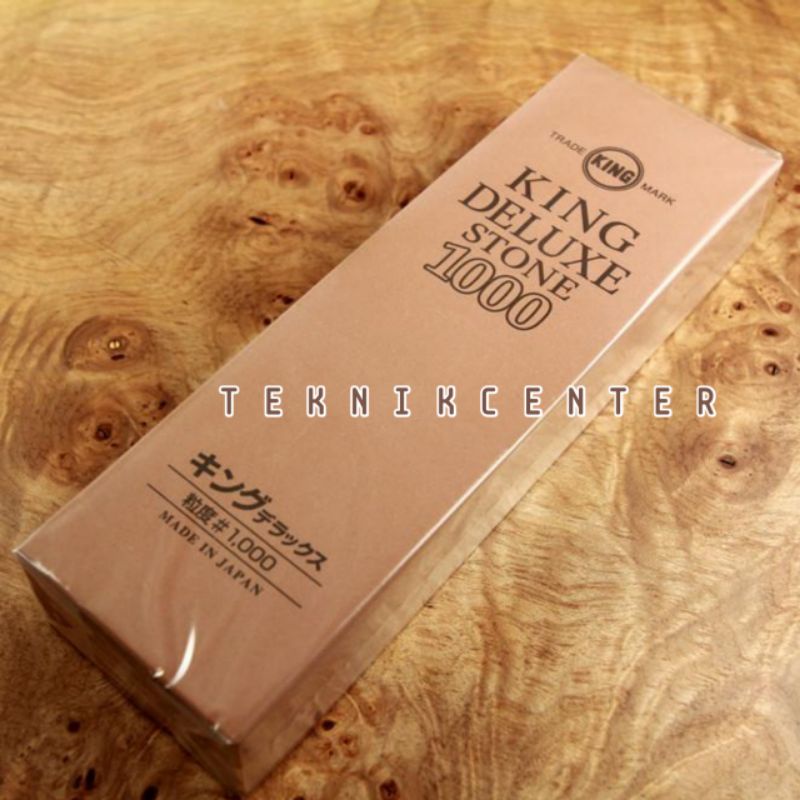 TRADE KING MARK
KING
DELUXE
STONE
1000
TEKNIKCENTER
キングデラックス
粒度#1,000
MADE IN JAPAN